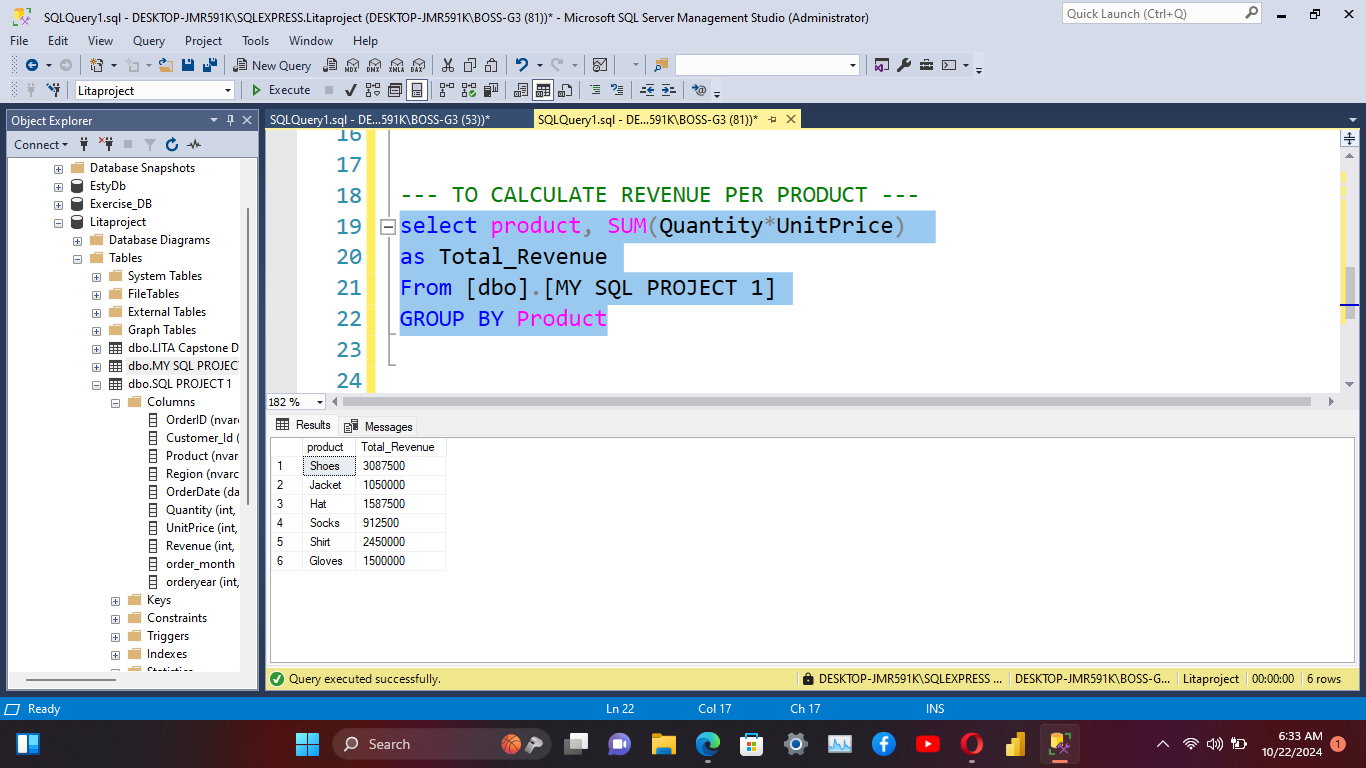 SQLQuery1.sql - DESKTOP-JMR591K\SQLEXPRESS.Litaproject (DESKTOP-JMR591K\BOSS-G3 (81))* - Microsoft SQL Server Management Studio (Administrator)
Quick Launch (Ctrl+Q)
File Edit View Query Project Tools Window Help
New Query MDX DMX XMLA DAX
Litaproject Execute
Object Explorer
SQLQuery1.sql - DE...591K\BOSS-G3 (53))*
SQLQuery1.sql - DE...591K\BOSS-G3 (81))*
Connect
Database Snapshots
EstyDb
Exercise_DB
Litaproject
Database Diagrams
Tables
System Tables
FileTables
External Tables
Graph Tables
dbo.LITA Capstone D
dbo.MY SQL PROJEC
dbo.SQL PROJECT 1
Columns
OrderID (nvar
Customer_Id (
Product (nvar
Region (nvarc
OrderDate (da
Quantity (int,
UnitPrice (int,
Revenue (int,
order_month
orderyear (int,
Keys
Constraints
Triggers
Indexes
Statistics
16
17
18 --- TO CALCULATE REVENUE PER PRODUCT ---
19 select product, SUM(Quantity*UnitPrice)
20 as Total_Revenue
21 From [dbo].[MY SQL PROJECT 1]
22 GROUP BY Product
23
24
182 %
Results Messages
product Total_Revenue
1 Shoes 3087500
2 Jacket 1050000
3 Hat 1587500
4 Socks 912500
5 Shirt 2450000
6 Gloves 1500000
Query executed successfully. DESKTOP-JMR591K\SQLEXPRESS ... DESKTOP-JMR591K\BOSS-G... Litaproject 00:00:00 6 rows
Ready Ln 22 Col 17 Ch 17 INS
Search
6:33 AM
10/22/2024
1